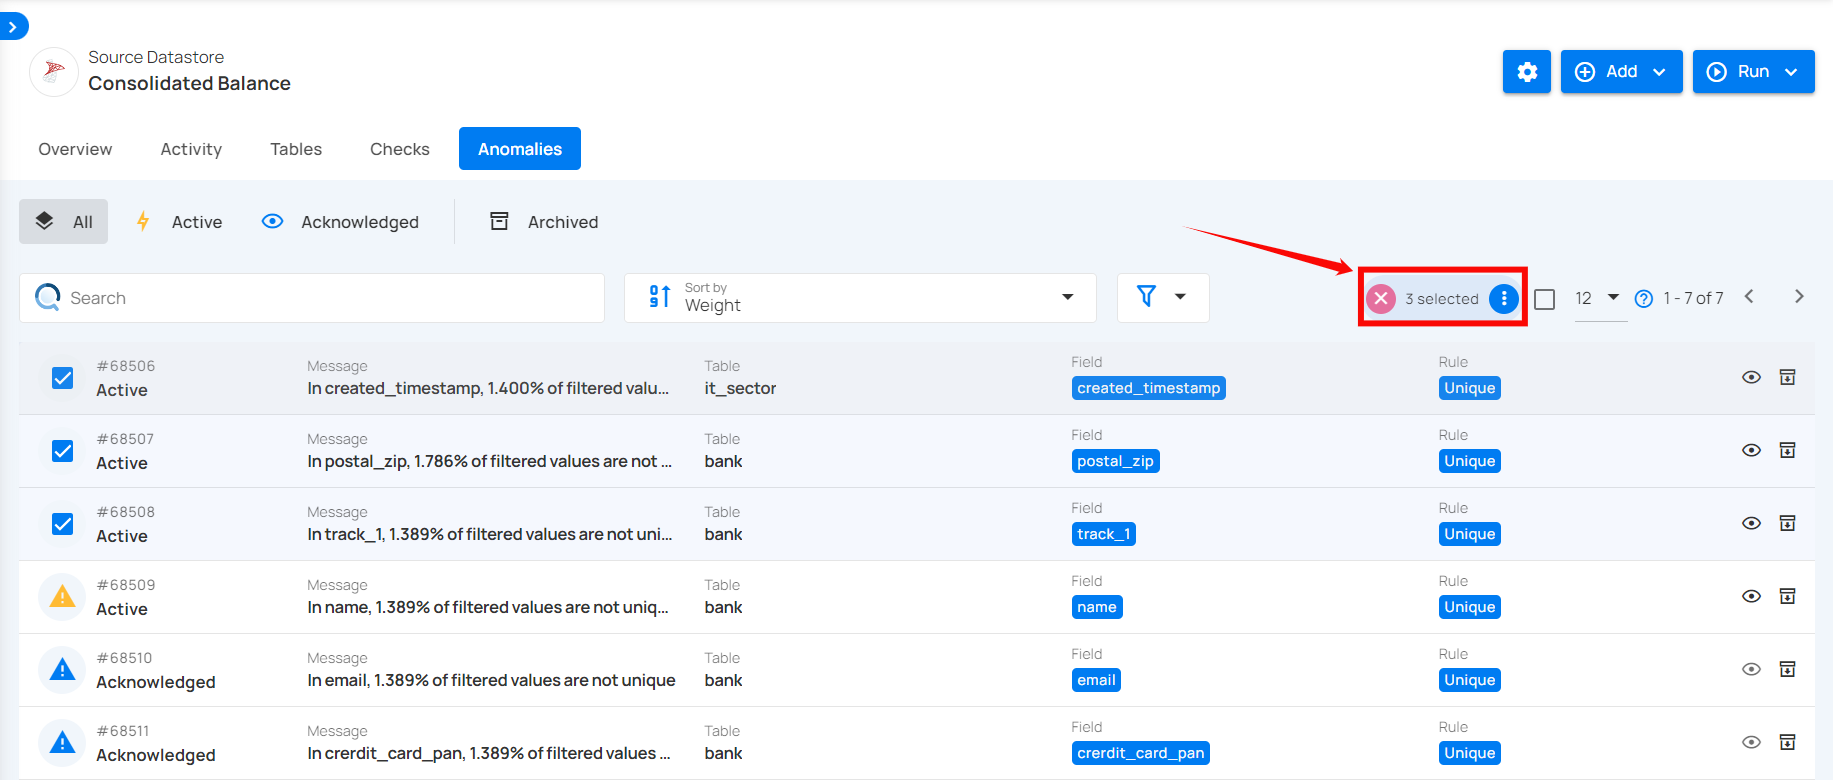 Source Datastore
Consolidated Balance
Add
Run
Overview Activity Tables Checks Anomalies
All Active Acknowledged Archived
Search
Sort by
Weight
3 selected
12
1 - 7 of 7
#68506 Message Table Field Rule
Active In created_timestamp, 1.400% of filtered valu... it_sector created_timestamp Unique
#68507 Message Table Field Rule
Active In postal_zip, 1.786% of filtered values are not ... bank postal_zip Unique
#68508 Message Table Field Rule
Active In track_1, 1.389% of filtered values are not uni... bank track_1 Unique
#68509 Message Table Field Rule
Active In name, 1.389% of filtered values are not uniq... bank name Unique
#68510 Message Table Field Rule
Acknowledged In email, 1.389% of filtered values are not unique bank email Unique
#68511 Message Table Field Rule
Acknowledged In crerdit_card_pan, 1.389% of filtered values ... bank crerdit_card_pan Unique